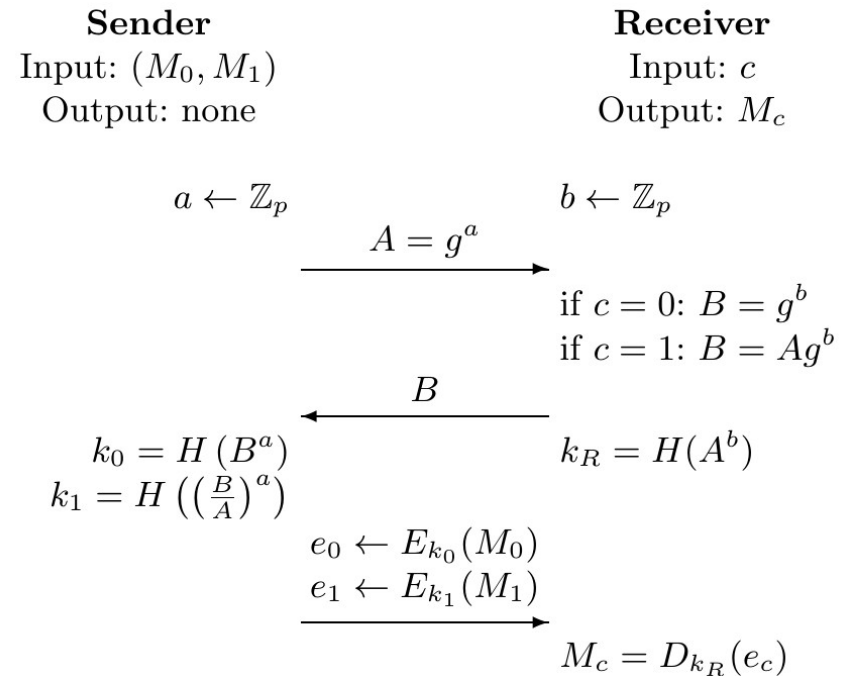 Sender
Input: (M_0, M_1)
Output: none
Receiver
Input: c
Output: M_c
a ← ℤ_p
b ← ℤ_p
A = g^a
if c = 0: B = g^b
if c = 1: B = Ag^b
B
k_0 = H (B^a)
k_1 = H ((B/A)^a)
k_R = H(A^b)
e_0 ← E_{k_0}(M_0)
e_1 ← E_{k_1}(M_1)
M_c = D_{k_R}(e_c)